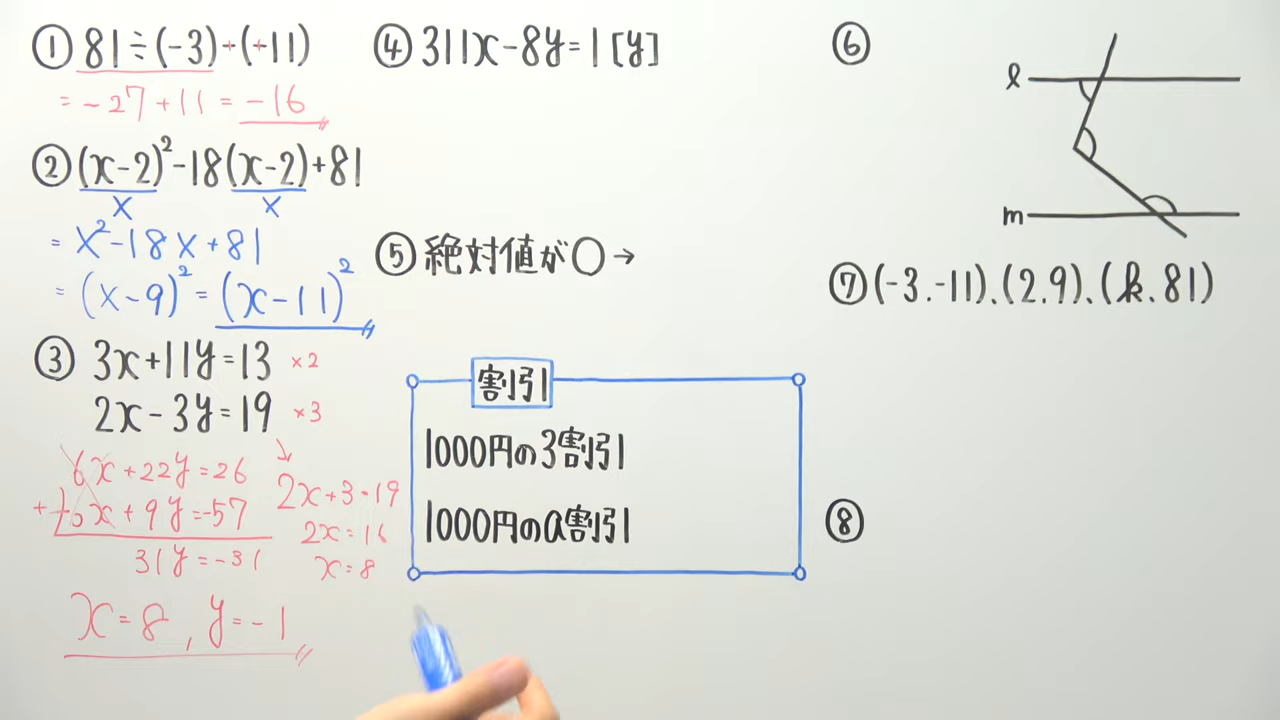 ① 81÷(-3)-(-11)
= -27+11 = -16
② (x-2)²-18(x-2)+81
X X
= X²-18X+81
= (X-9)² = (x-11)²
③ 3x+11y=13 ×2
2x-3y=19 ×3
6x+22y=26
+ -6x+9y=-57
31y=-31
2x+3=19
2x=16
x=8
x=8, y=-1
④ 311x-8y=1 [y]
⑤ 絶対値が○→
割引
1000円の3割引
1000円のa割引
⑥
l
m
⑦ (-3.-11)、(2.9)、(k.81)
⑧